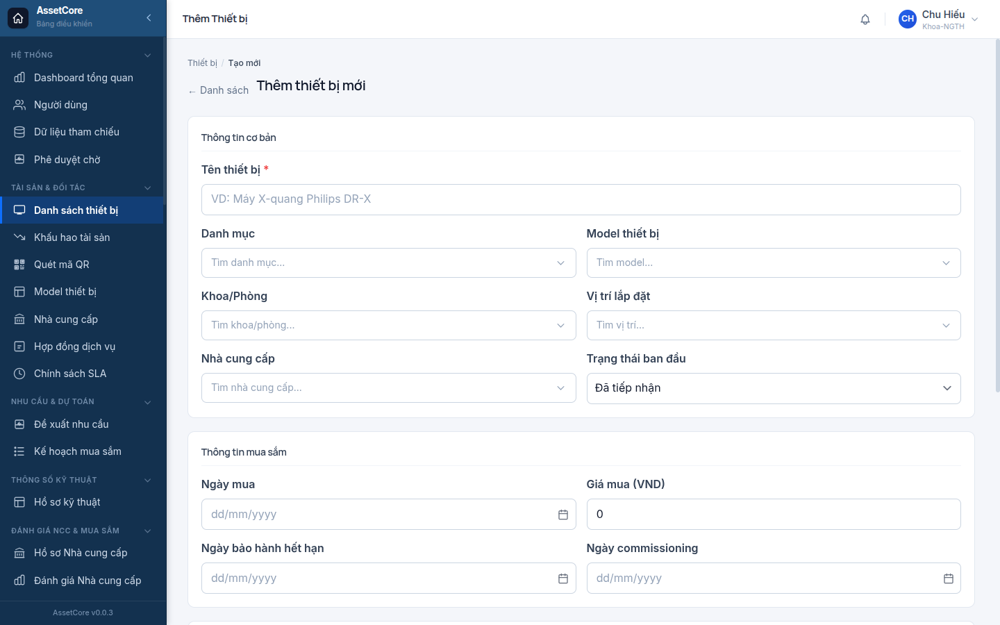 AssetCore
Bảng điều khiển
HỆ THỐNG
Dashboard tổng quan
Người dùng
Dữ liệu tham chiếu
Phê duyệt chờ
TÀI SẢN & ĐỐI TÁC
Danh sách thiết bị
Khấu hao tài sản
Quét mã QR
Model thiết bị
Nhà cung cấp
Hợp đồng dịch vụ
Chính sách SLA
NHU CẦU & DỰ TOÁN
Đề xuất nhu cầu
Kế hoạch mua sắm
THÔNG SỐ KỸ THUẬT
Hồ sơ kỹ thuật
ĐÁNH GIÁ NCC & MUA SẮM
Hồ sơ Nhà cung cấp
Đánh giá Nhà cung cấp
AssetCore v0.0.3
Thêm Thiết bị
CH
Chu Hiếu
Khoa-NGTH
Thiết bị / Tạo mới
← Danh sách Thêm thiết bị mới
Thông tin cơ bản
Tên thiết bị *
VD: Máy X-quang Philips DR-X
Danh mục
Model thiết bị
Tìm danh mục...
Tìm model...
Khoa/Phòng
Vị trí lắp đặt
Tìm khoa/phòng...
Tìm vị trí...
Nhà cung cấp
Trạng thái ban đầu
Tìm nhà cung cấp...
Đã tiếp nhận
Thông tin mua sắm
Ngày mua
Giá mua (VND)
dd/mm/yyyy
0
Ngày bảo hành hết hạn
Ngày commissioning
dd/mm/yyyy
dd/mm/yyyy